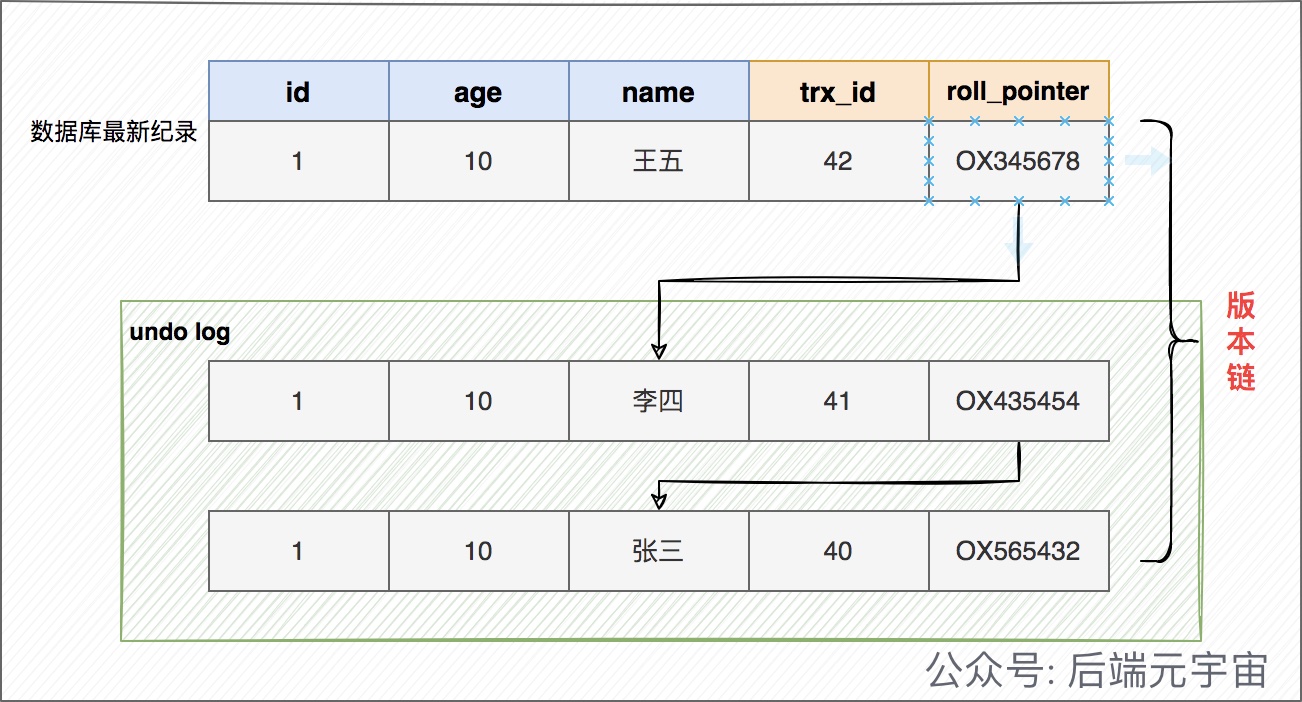 id age name trx_id roll_pointer
数据库最新纪录
1 10 王五 42 OX345678
undo log
1 10 李四 41 OX435454
1 10 张三 40 OX565432
版
本
链
公众号: 后端元宇宙